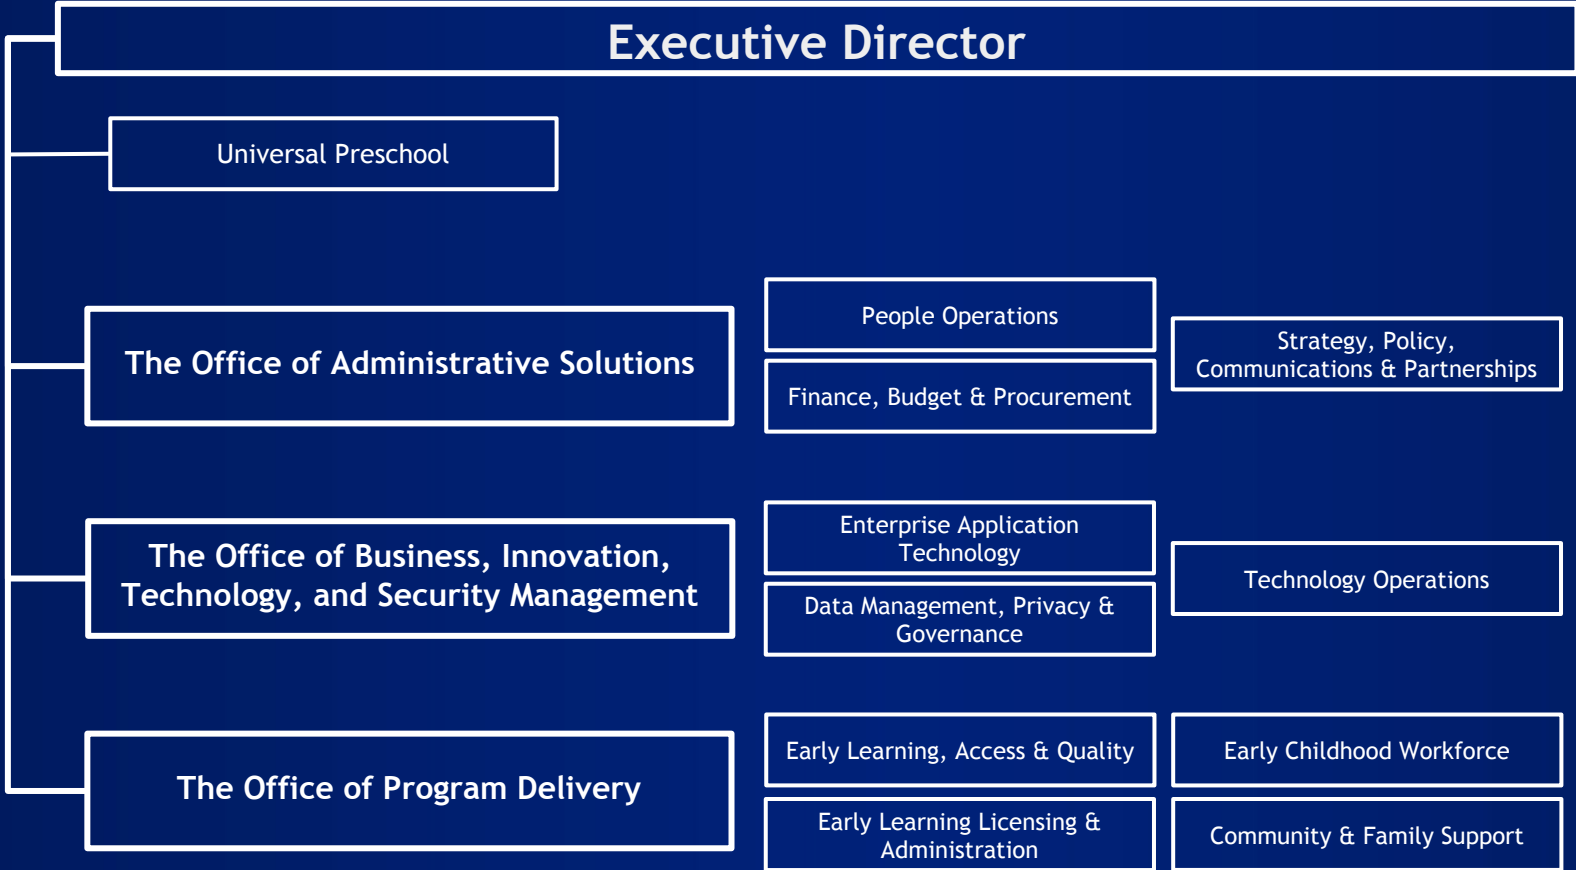 Executive Director
Universal Preschool
The Office of Administrative Solutions
People Operations
Finance, Budget & Procurement
Strategy, Policy,
Communications & Partnerships
The Office of Business, Innovation,
Technology, and Security Management
Enterprise Application
Technology
Data Management, Privacy &
Governance
Technology Operations
The Office of Program Delivery
Early Learning, Access & Quality
Early Childhood Workforce
Early Learning Licensing &
Administration
Community & Family Support